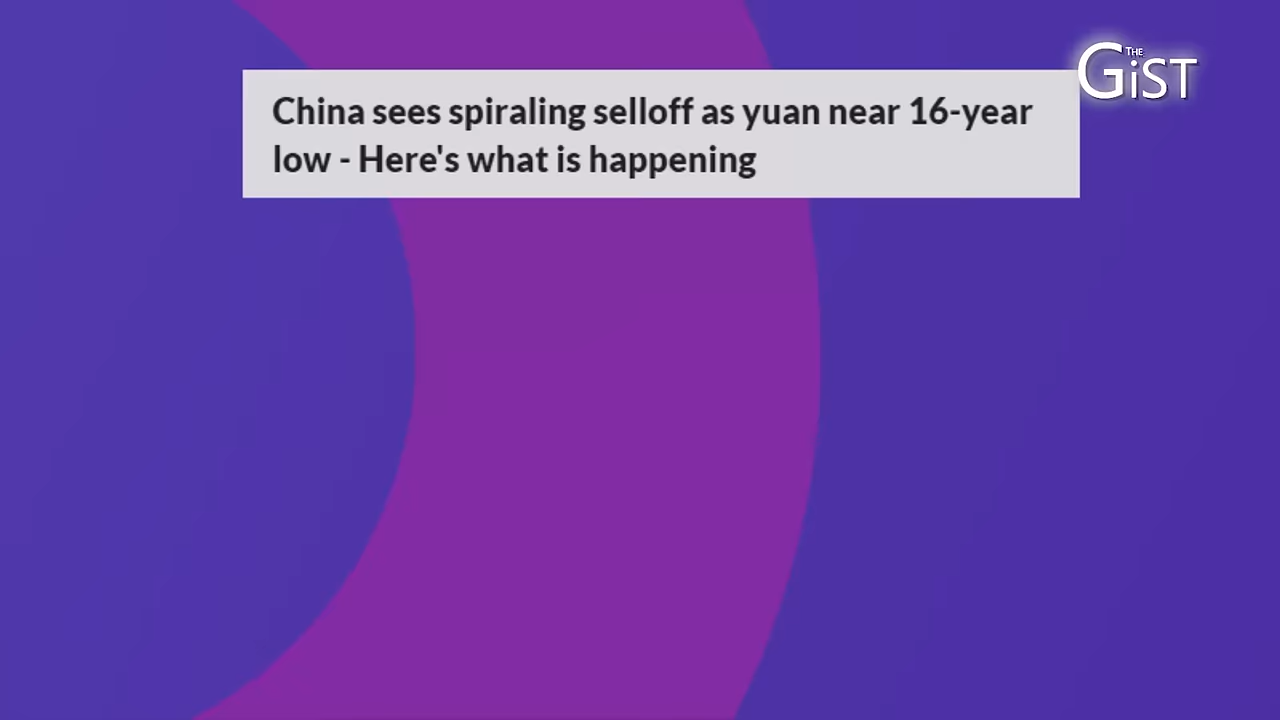 THE
GiST
China sees spiraling selloff as yuan near 16-year
low - Here's what is happening